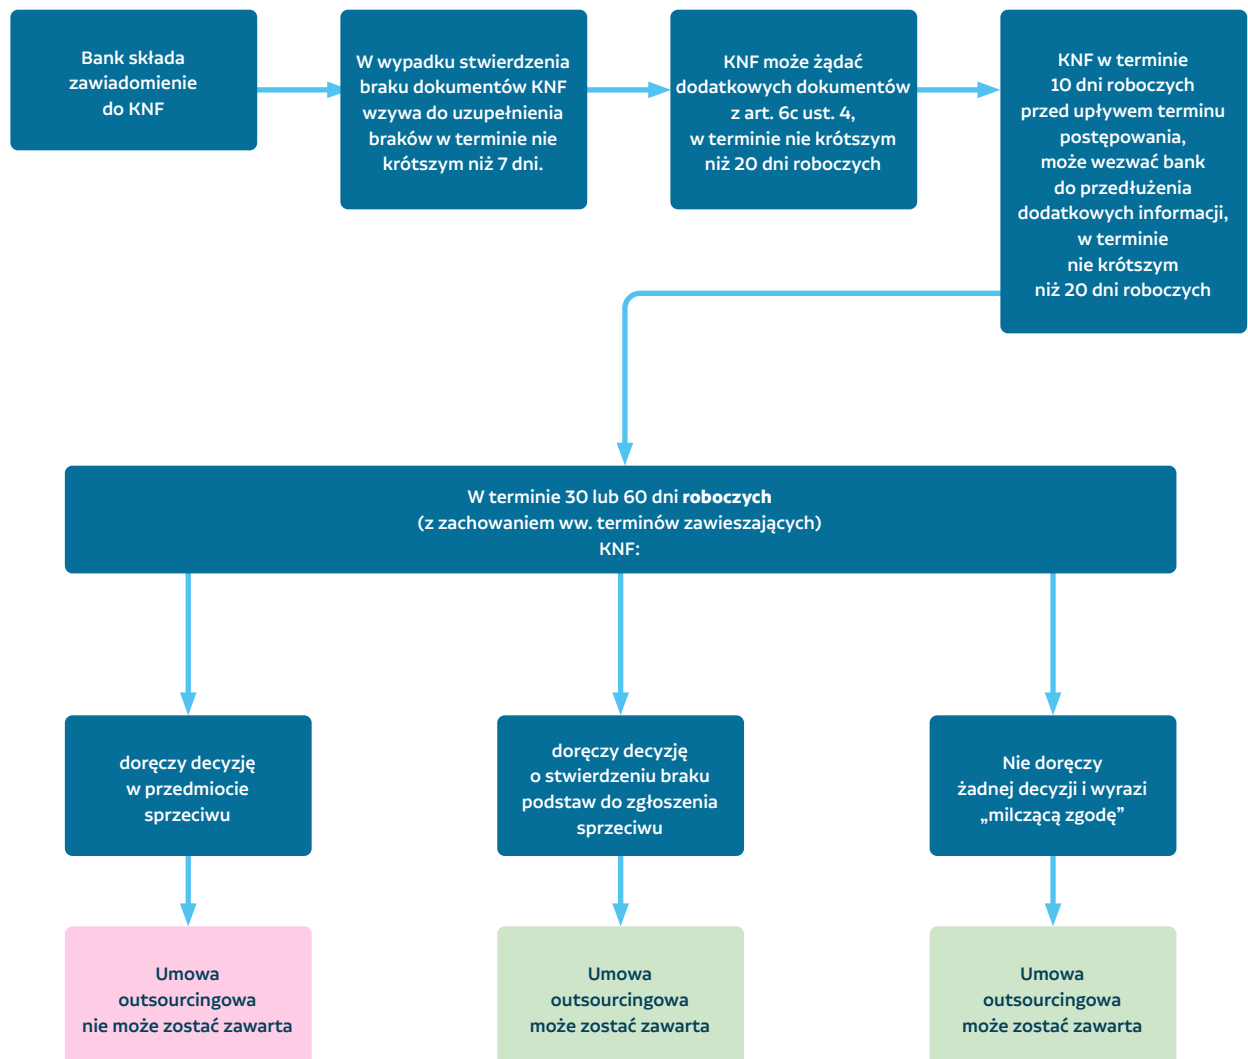 Bank składa
zawiadomienie
do KNF
W wypadku stwierdzenia
braku dokumentów KNF
wzywa do uzupełnienia
braków w terminie nie
krótszym niż 7 dni.
KNF może żądać
dodatkowych dokumentów
z art. 6c ust. 4,
w terminie nie krótszym
niż 20 dni roboczych
KNF w terminie
10 dni roboczych
przed upływem terminu
postępowania,
może wezwać bank
do przedłużenia
dodatkowych informacji,
w terminie
nie krótszym
niż 20 dni roboczych
W terminie 30 lub 60 dni roboczych
(z zachowaniem ww. terminów zawieszających)
KNF:
doręczy decyzję
w przedmiocie
sprzeciwu
doręczy decyzję
o stwierdzeniu braku
podstaw do zgłoszenia
sprzeciwu
Nie doręczy
żadnej decyzji i wyrazi
„milczącą zgodę”
Umowa
outsourcingowa
nie może zostać zawarta
Umowa
outsourcingowa
może zostać zawarta
Umowa
outsourcingowa
może zostać zawarta